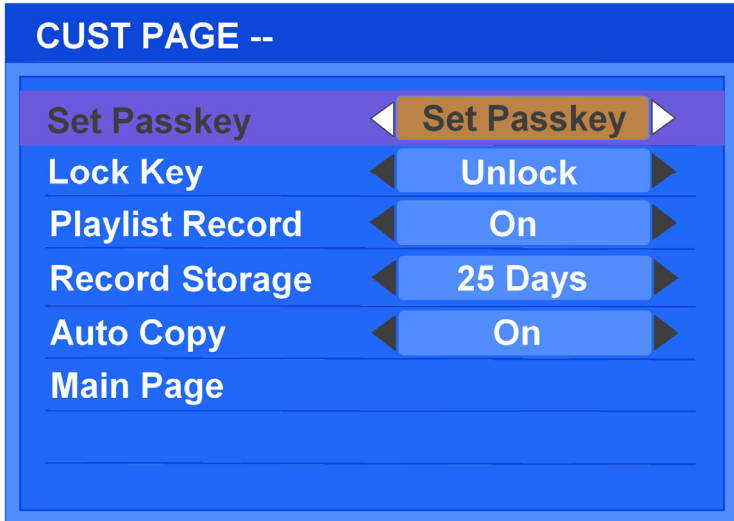 CUST PAGE --
Set Passkey Set Passkey
Lock Key Unlock
Playlist Record On
Record Storage 25 Days
Auto Copy On
Main Page